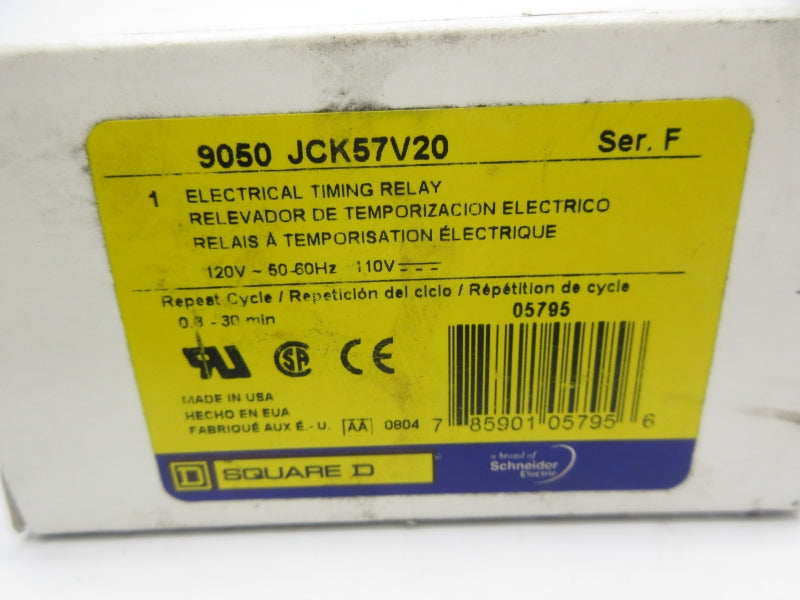 9050 JCK57V20 Ser. F
1 ELECTRICAL TIMING RELAY
RELEVADOR DE TEMPORIZACION ELECTRICO
RELAIS À TEMPORISATION ÉLECTRIQUE
120V ~ 50-60Hz 110V
Repeat Cycle / Repetición del ciclo / Répétition de cycle
0.3 - 30 min
05795
SA
CE
MADE IN USA
HECHO EN EUA
FABRIQUÉ AUX É.- U. AA 0804
7 85901 05795 6
D SQUARE D
a brand of
Schneider
Electric